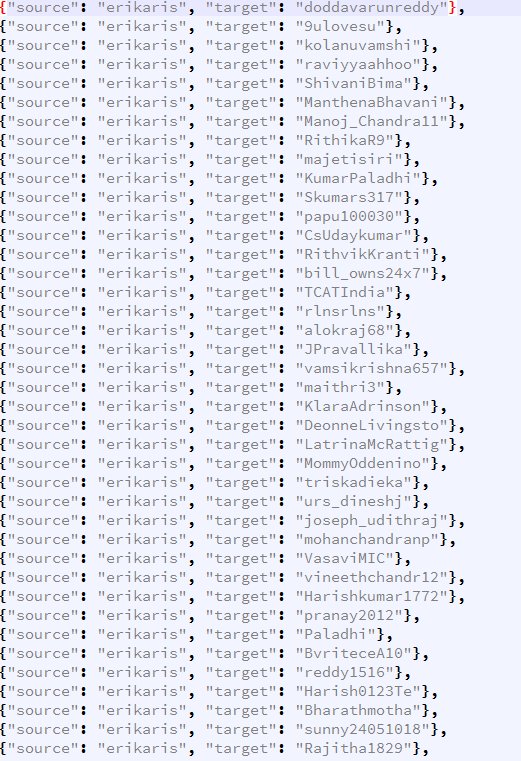 {"source": "erikaris", "target": "doddavarunreddy"},
{"source": "erikaris", "target": "9ulovesu"},
{"source": "erikaris", "target": "kolanuvamshi"},
{"source": "erikaris", "target": "raviyyaahhoo"},
{"source": "erikaris", "target": "ShivaniBima"},
{"source": "erikaris", "target": "ManthenaBhavani"},
{"source": "erikaris", "target": "Manoj_Chandra11"},
{"source": "erikaris", "target": "RithikaR9"},
{"source": "erikaris", "target": "majetisiri"},
{"source": "erikaris", "target": "KumarPaladhi"},
{"source": "erikaris", "target": "Skumars317"},
{"source": "erikaris", "target": "papu100030"},
{"source": "erikaris", "target": "CsUdaykumar"},
{"source": "erikaris", "target": "RithvikKranti"},
{"source": "erikaris", "target": "bill_owns24x7"},
{"source": "erikaris", "target": "TCATIndia"},
{"source": "erikaris", "target": "rlnsrlns"},
{"source": "erikaris", "target": "alokraj68"},
{"source": "erikaris", "target": "JPravallika"},
{"source": "erikaris", "target": "vamsikrishna657"},
{"source": "erikaris", "target": "maithri3"},
{"source": "erikaris", "target": "KlaraAdrinson"},
{"source": "erikaris", "target": "DeonneLivingsto"},
{"source": "erikaris", "target": "LatrinaMcRattig"},
{"source": "erikaris", "target": "MommyOddenino"},
{"source": "erikaris", "target": "triskadieka"},
{"source": "erikaris", "target": "urs_dineshj"},
{"source": "erikaris", "target": "joseph_udithraj"},
{"source": "erikaris", "target": "mohanchandranp"},
{"source": "erikaris", "target": "VasaviMIC"},
{"source": "erikaris", "target": "vineethchandr12"},
{"source": "erikaris", "target": "Harishkumar1772"},
{"source": "erikaris", "target": "pranay2012"},
{"source": "erikaris", "target": "Paladhi"},
{"source": "erikaris", "target": "BvriteceA10"},
{"source": "erikaris", "target": "reddy1516"},
{"source": "erikaris", "target": "Harish0123Te"},
{"source": "erikaris", "target": "Bharathmotha"},
{"source": "erikaris", "target": "sunny24051018"},
{"source": "erikaris", "target": "Rajitha1829"},